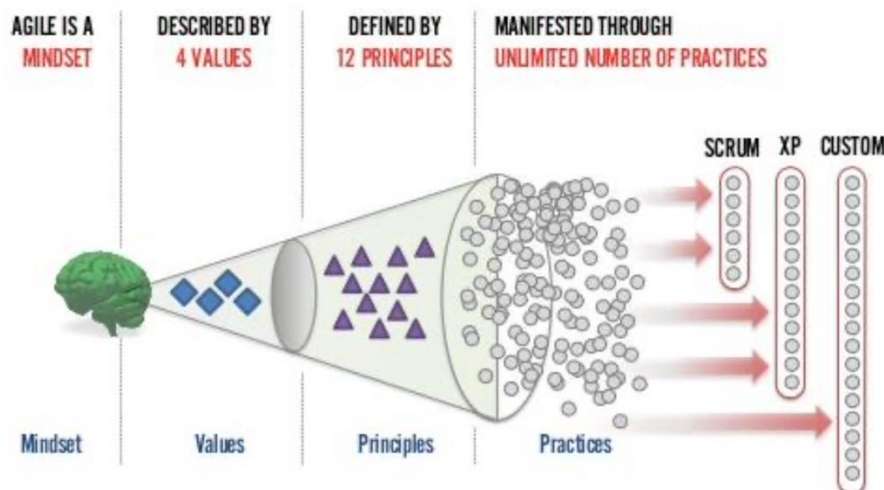 AGILE IS A
MINDSET
DESCRIBED BY
4 VALUES
DEFINED BY
12 PRINCIPLES
MANIFESTED THROUGH
UNLIMITED NUMBER OF PRACTICES
SCRUM
XP
CUSTOM
Mindset
Values
Principles
Practices